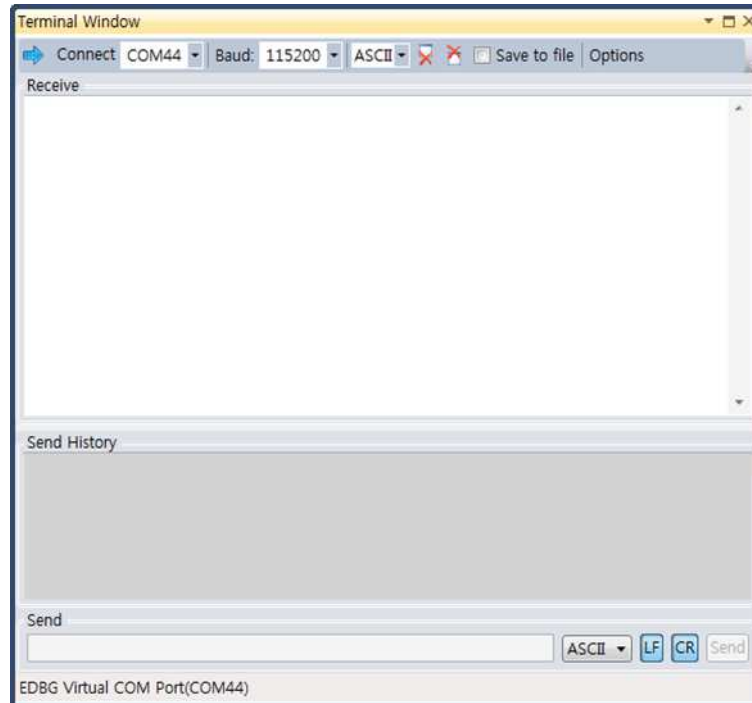 Terminal Window
Connect COM44 Baud: 115200 ASCII Save to file Options
Receive
Send History
Send
ASCII LF CR Send
EDBG Virtual COM Port(COM44)